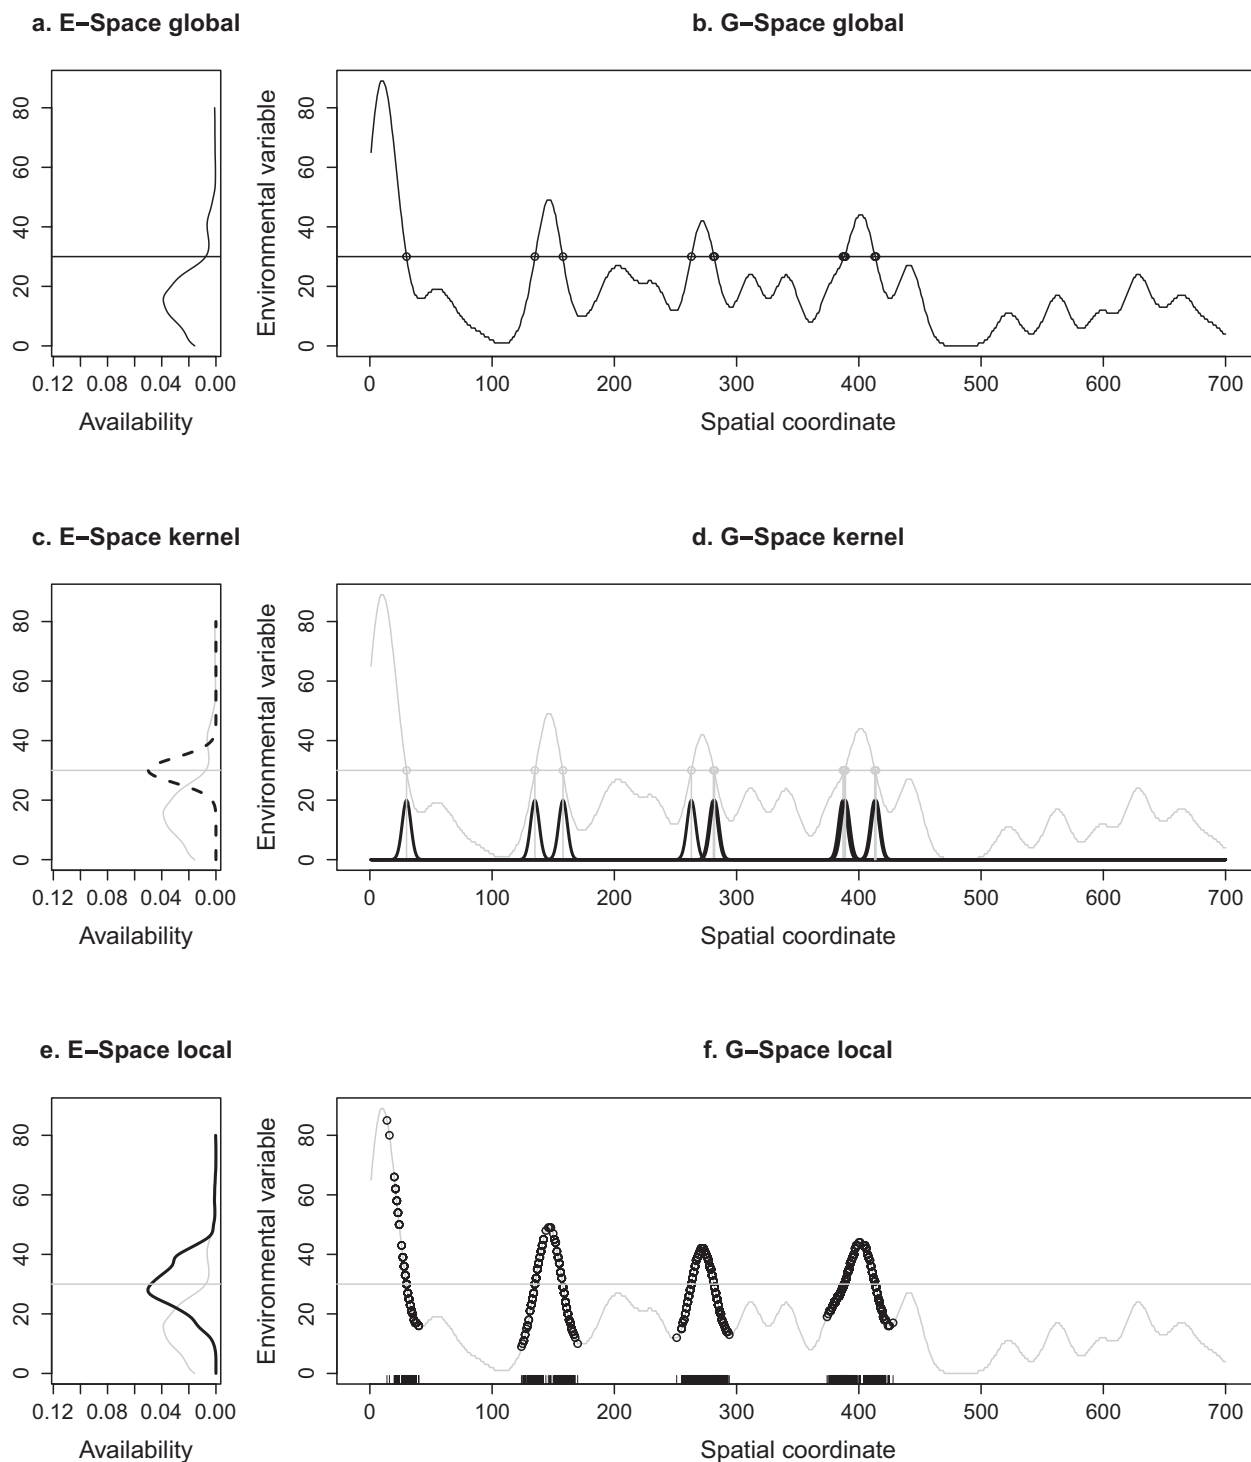 a. E–Space global
b. G–Space global
Environmental variable
0 20 40 60 80
0 20 40 60 80
0.12 0.08 0.04 0.00
0 100 200 300 400 500 600 700
Availability
Spatial coordinate
c. E–Space kernel
d. G–Space kernel
Environmental variable
0 20 40 60 80
0 20 40 60 80
0.12 0.08 0.04 0.00
0 100 200 300 400 500 600 700
Availability
Spatial coordinate
e. E–Space local
f. G–Space local
Environmental variable
0 20 40 60 80
0 20 40 60 80
0.12 0.08 0.04 0.00
0 100 200 300 400 500 600 700
Availability
Spatial coordinate